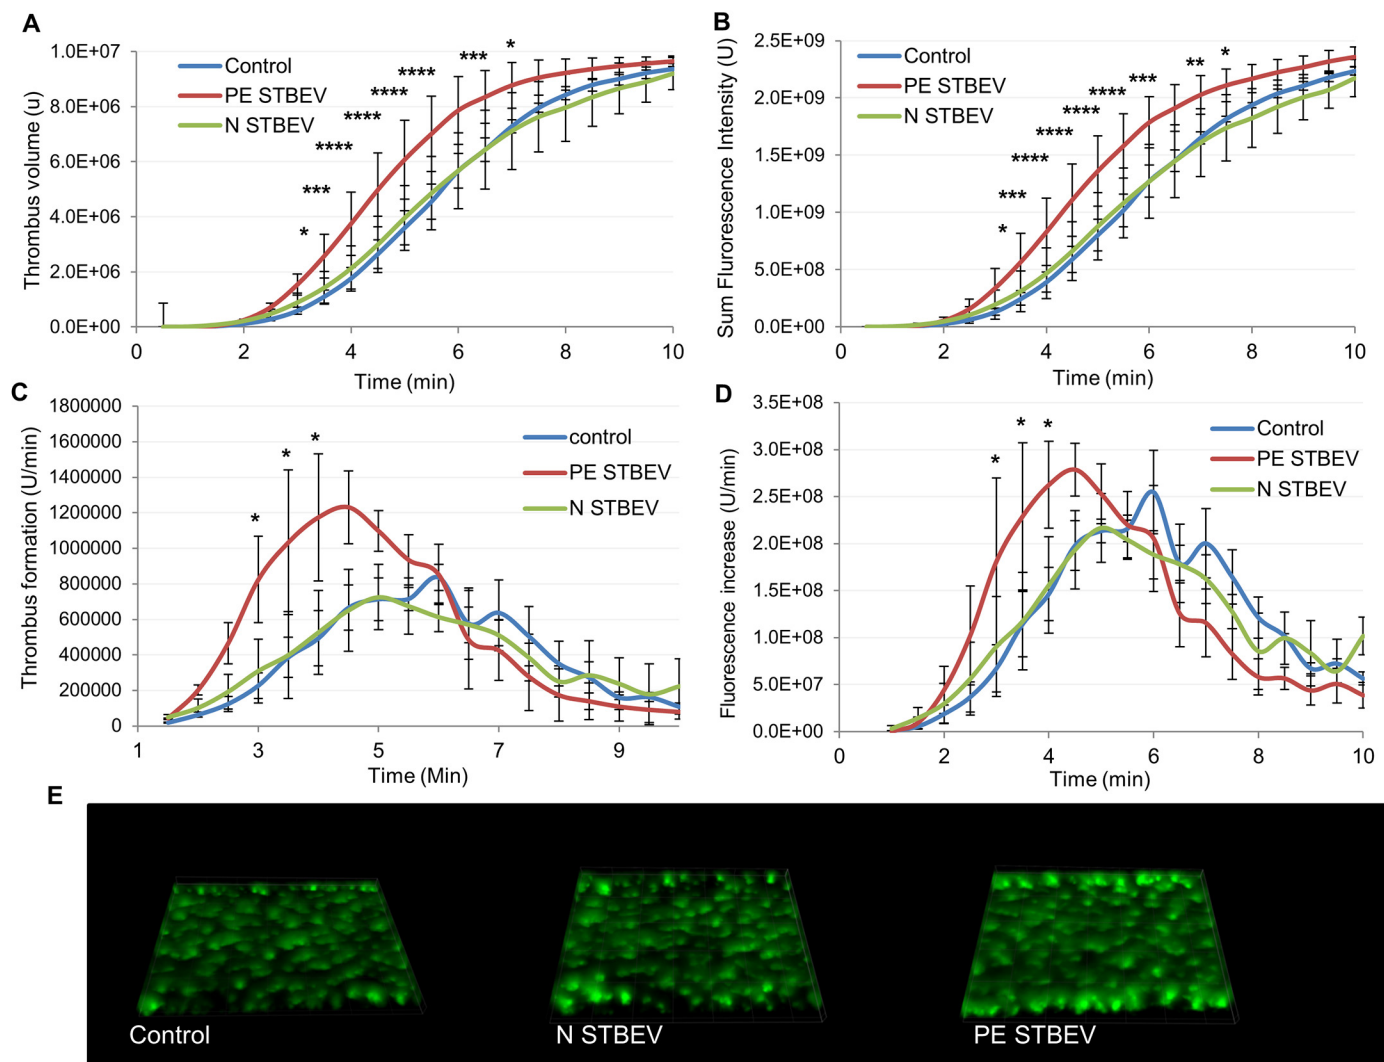 A
Thrombus volume (u)
1.0E+07
8.0E+06
6.0E+06
4.0E+06
2.0E+06
0.0E+00
Control
PE STBEV
N STBEV
*
***
****
****
****
****
***
*
0 2 4 6 8 10
Time (min)
B
Sum Fluorescence Intensity (U)
2.5E+09
2.0E+09
1.5E+09
1.0E+09
5.0E+08
0.0E+00
Control
PE STBEV
N STBEV
*
***
****
****
****
****
***
**
*
0 2 4 6 8 10
Time (min)
C
Thrombus formation (U/min)
1800000
1600000
1400000
1200000
1000000
800000
600000
400000
200000
0
control
PE STBEV
N STBEV
* * *
1 3 5 7 9
Time (Min)
D
Fluorescence increase (U/min)
3.5E+08
3.0E+08
2.5E+08
2.0E+08
1.5E+08
1.0E+08
5.0E+07
0.0E+00
Control
PE STBEV
N STBEV
* * *
0 2 4 6 8 10
Time (min)
E
Control
N STBEV
PE STBEV